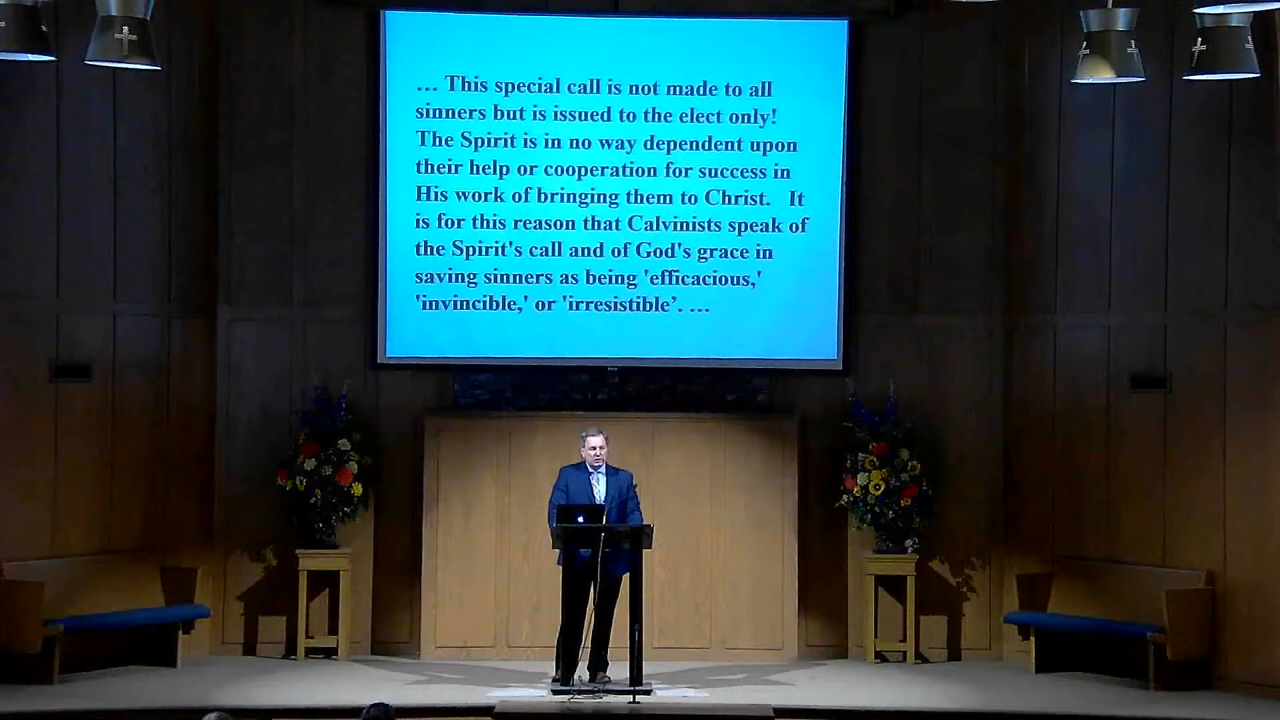 … This special call is not made to all
sinners but is issued to the elect only!
The Spirit is in no way dependent upon
their help or cooperation for success in
His work of bringing them to Christ. It
is for this reason that Calvinists speak of
the Spirit's call and of God's grace in
saving sinners as being 'efficacious,'
'invincible,' or 'irresistible’. …